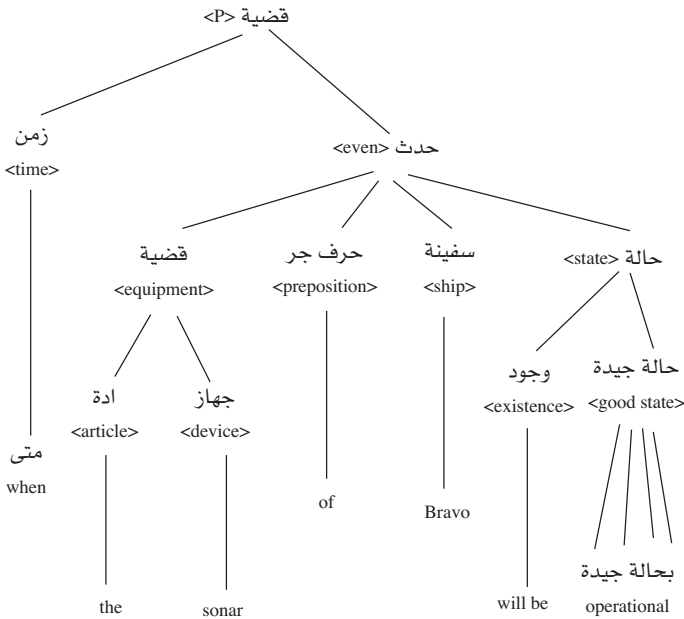 قضية <P>
زمن
<time>
حدث <even>
قضية
<equipment>
حرف جر
<preposition>
سفينة
<ship>
حالة <state>
ادة
<article>
جهاز
<device>
وجود
<existence>
حالة جيدة
<good state>
متى
when
of
Bravo
the
sonar
will be
بحالة جيدة
operational